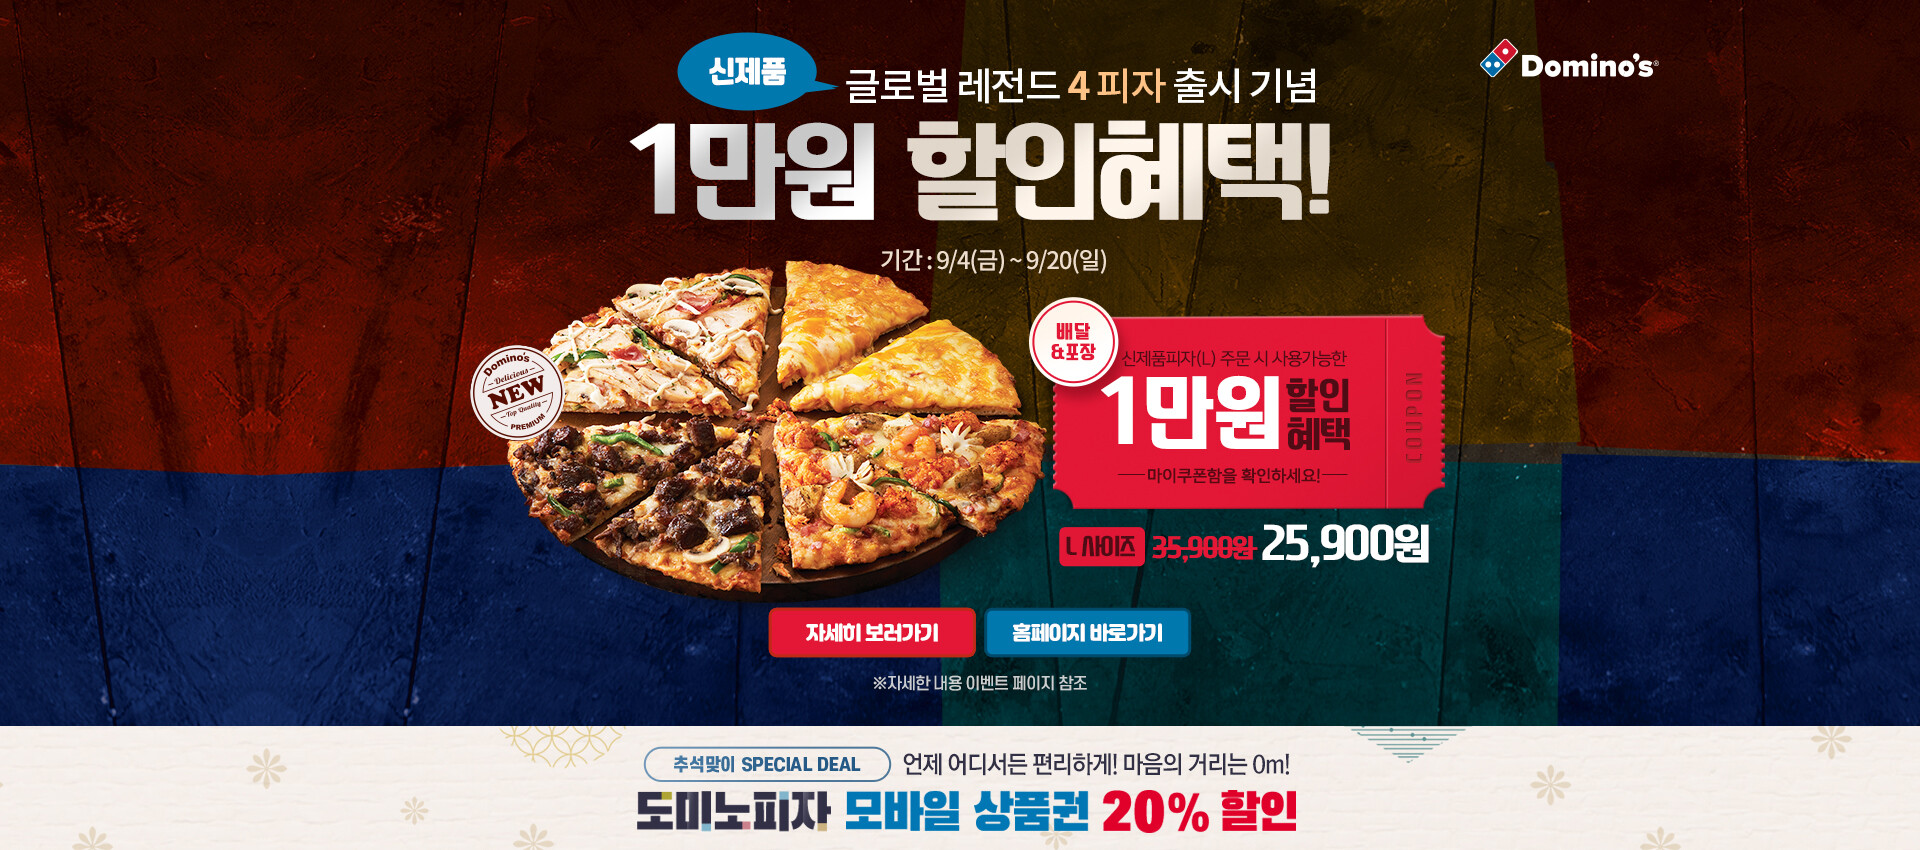 신제품
글로벌 레전드 4 피자 출시 기념
Domino's®
1만원 할인혜택!
기간 : 9/4(금) ~ 9/20(일)
Domino's
Delicious
NEW
Top Quality
PREMIUM
배달
&포장
신제품피자(L) 주문 시 사용가능한
1만원 할인
혜택
마이쿠폰함을 확인하세요!
COUPON
L 사이즈 35,900원 25,900원
자세히 보러가기
홈페이지 바로가기
※자세한 내용 이벤트 페이지 참조
추석맞이 SPECIAL DEAL 언제 어디서든 편리하게! 마음의 거리는 0m!
도미노피자 모바일 상품권 20% 할인